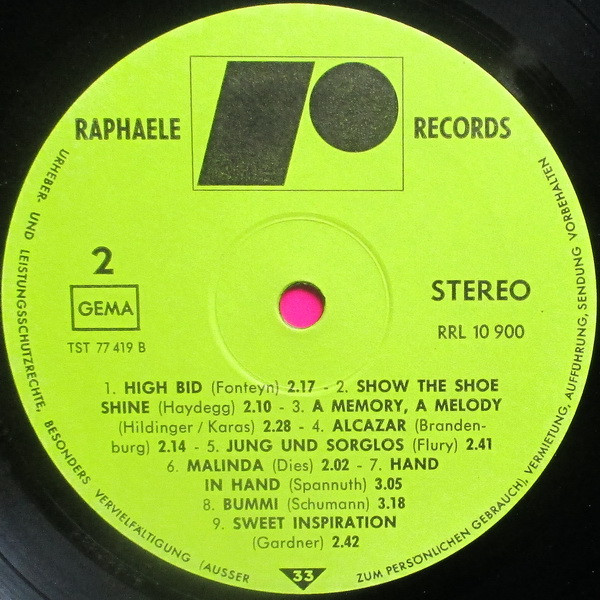 RAPHAELE RECORDS
2
GEMA
TST 77 419 B
STEREO
RRL 10 900
1. HIGH BID (Fonteyn) 2.17 - 2. SHOW THE SHOE
SHINE (Haydegg) 2.10 - 3. A MEMORY, A MELODY
(Hildinger/Karas) 2.28 - 4. ALCAZAR (Branden-
burg) 2.14 - 5. JUNG UND SORGLOS (Flury) 2.41
6. MALINDA (Dies) 2.02 - 7. HAND
IN HAND (Spannuth) 3.05
8. BUMMI (Schumann) 3.18
9. SWEET INSPIRATION
(Gardner) 2.42
URHEBER- UND LEISTUNGSSCHUTZRECHTE, BESONDERS VERVIELFÄLTIGUNG (AUSSER
33
ZUM PERSÖNLICHEN GEBRAUCH), VERMIETUNG, AUFFÜHRUNG, SENDUNG VORBEHALTEN